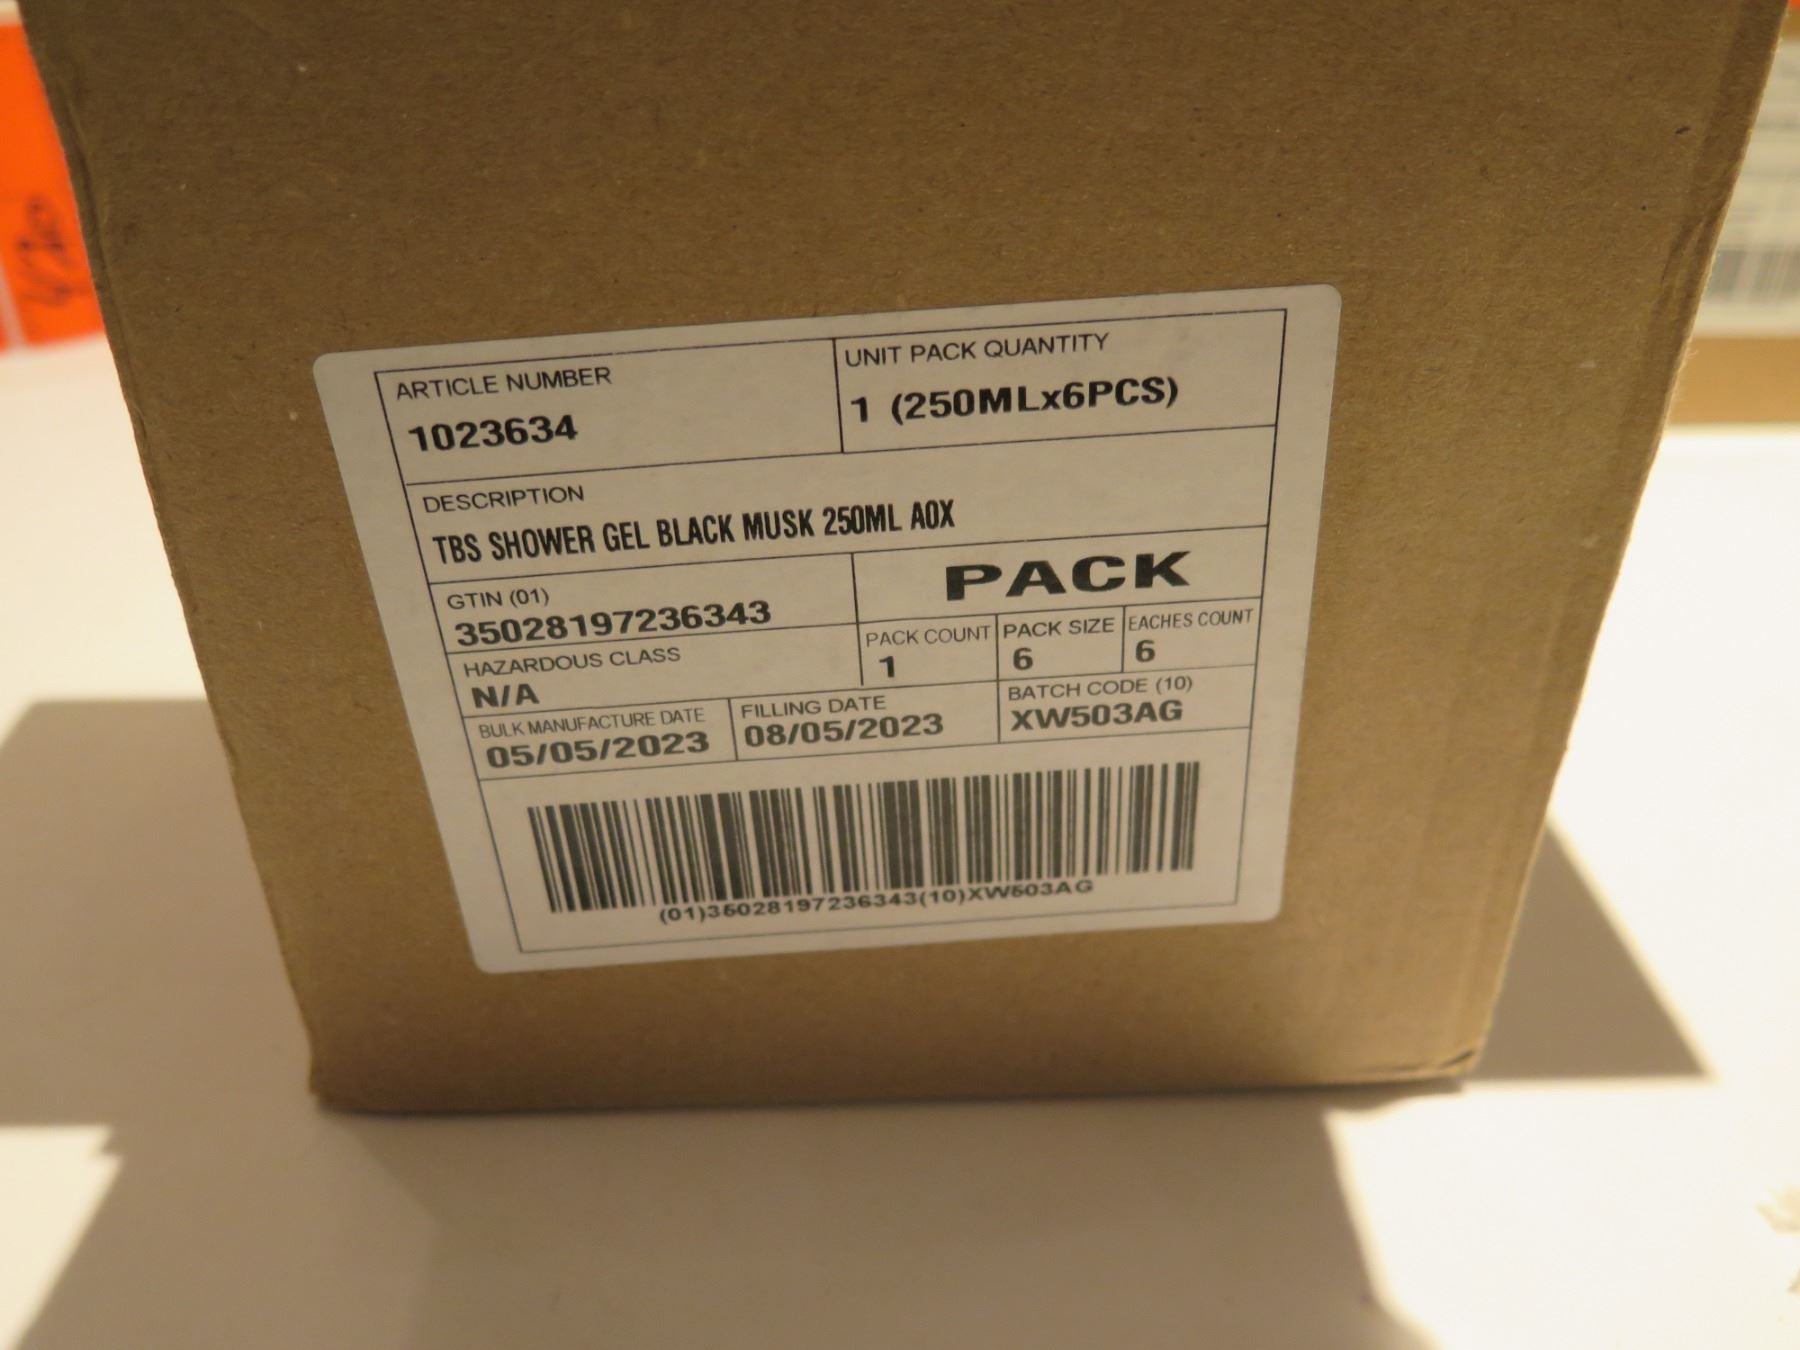 ARTICLE NUMBER
1023634
UNIT PACK QUANTITY
1 (250MLx6PCS)
DESCRIPTION
TBS SHOWER GEL BLACK MUSK 250ML AOX
GTIN (01)
35028197236343
PACK
HAZARDOUS CLASS
N/A
PACK COUNT
1
PACK SIZE
6
EACHES COUNT
6
BULK MANUFACTURE DATE
05/05/2023
FILLING DATE
08/05/2023
BATCH CODE (10)
XW503AG
(01)35028197236343(10)XW503AG